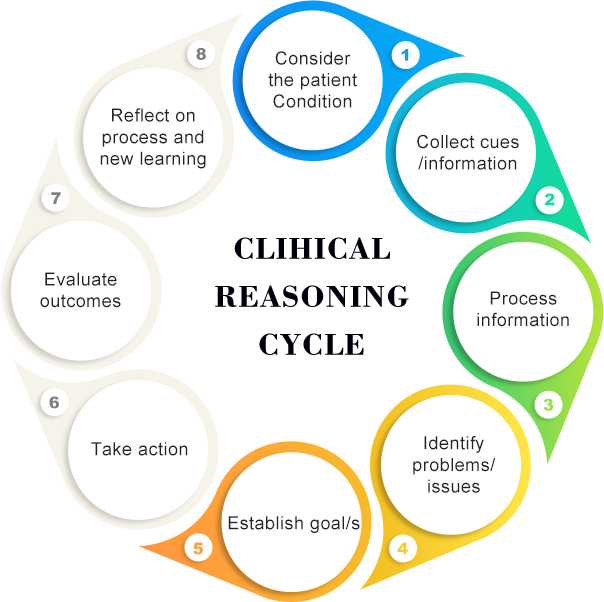 CLIHICAL
REASONING
CYCLE
Consider
the patient
Condition
1
Collect cues
/information
2
Process
information
3
Identify
problems/
issues
4
Establish goal/s
5
Take action
6
Evaluate
outcomes
7
Reflect on
process and
new learning
8